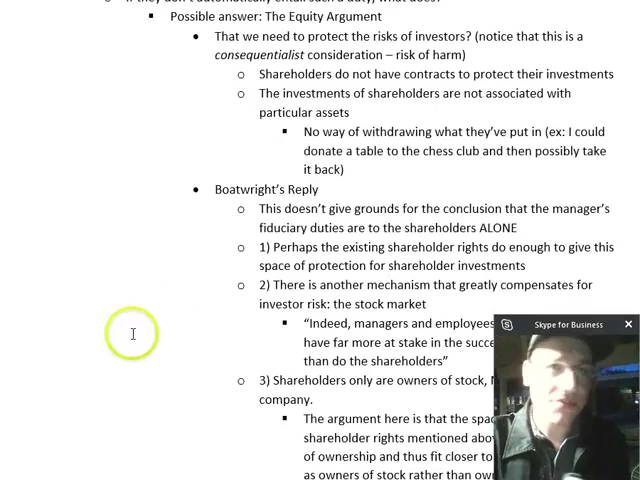 Possible answer: The Equity Argument
That we need to protect the risks of investors? (notice that this is a
consequentialist consideration – risk of harm)
Shareholders do not have contracts to protect their investments
The investments of shareholders are not associated with
particular assets
No way of withdrawing what they've put in (ex: I could
donate a table to the chess club and then possibly take
it back)
Boatwright's Reply
This doesn't give grounds for the conclusion that the manager's
fiduciary duties are to the shareholders ALONE
1) Perhaps the existing shareholder rights do enough to give this
space of protection for shareholder investments
2) There is another mechanism that greatly compensates for
investor risk: the stock market
"Indeed, managers and employees
have far more at stake in the succe
than do the shareholders"
3) Shareholders only are owners of stock,
company.
The argument here is that the spac
shareholder rights mentioned abov
of ownership and thus fit closer to
as owners of stock rather than ow
Skype for Business